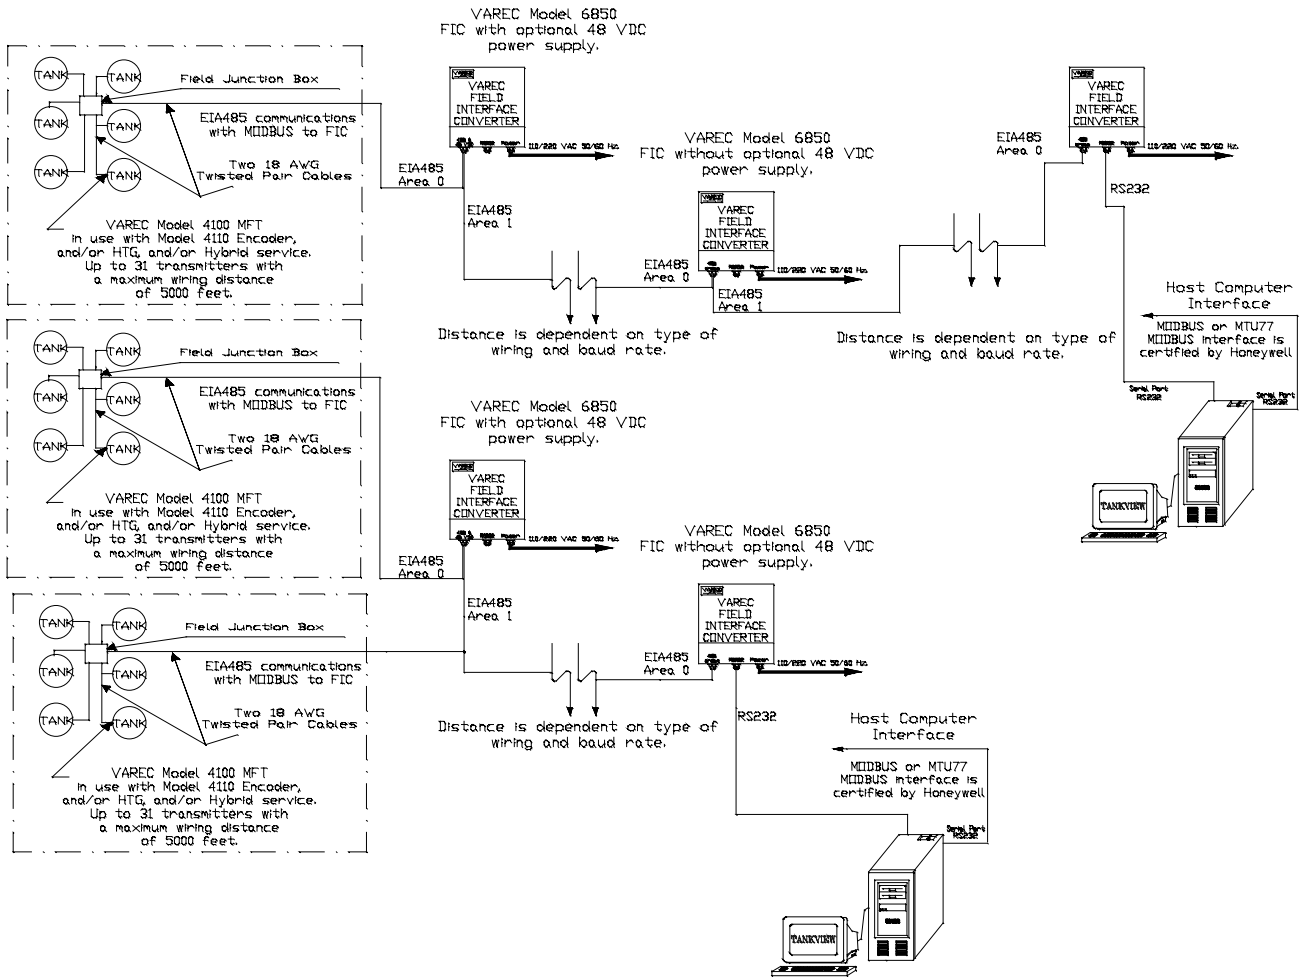 VAREC Model 6850
FIC with optional 48 VDC
power supply.
TANK
TANK
TANK
TANK
TANK
TANK
Field Junction Box
EIA485 communications
with MODBUS to FIC
Two 18 AWG
Twisted Pair Cables
VAREC Model 4100 MFT
in use with Model 4110 Encoder,
and/or HTG, and/or Hybrid service.
Up to 31 transmitters with
a maximum wiring distance
of 5000 feet.
VAREC
VAREC
FIELD
INTERFACE
CONVERTER
RS232
Power
110/220 VAC 50/60 Hz.
EIA485
Area 0
EIA485
Area 1
VAREC Model 6850
FIC without optional 48 VDC
power supply.
VAREC
VAREC
FIELD
INTERFACE
CONVERTER
RS232
Power
110/220 VAC 50/60 Hz.
EIA485
Area 0
EIA485
Area 1
Distance is dependent on type of
wiring and baud rate.
VAREC
VAREC
FIELD
INTERFACE
CONVERTER
RS232
Power
110/220 VAC 50/60 Hz.
EIA485
Area 0
RS232
Distance is dependent on type of
wiring and baud rate.
Host Computer
Interface
MODBUS or MTU77
MODBUS interface is
certified by Honeywell
Serial Port
RS232
Serial Port
RS232
TANKVIEW
TANK
TANK
TANK
TANK
TANK
TANK
Field Junction Box
EIA485 communications
with MODBUS to FIC
Two 18 AWG
Twisted Pair Cables
VAREC Model 4100 MFT
in use with Model 4110 Encoder,
and/or HTG, and/or Hybrid service.
Up to 31 transmitters with
a maximum wiring distance
of 5000 feet.
VAREC Model 6850
FIC with optional 48 VDC
power supply.
VAREC
VAREC
FIELD
INTERFACE
CONVERTER
RS232
Power
110/220 VAC 50/60 Hz.
EIA485
Area 0
EIA485
Area 1
VAREC Model 6850
FIC without optional 48 VDC
power supply.
VAREC
VAREC
FIELD
INTERFACE
CONVERTER
RS232
Power
110/220 VAC 50/60 Hz.
EIA485
Area 0
RS232
Distance is dependent on type of
wiring and baud rate.
TANK
TANK
TANK
TANK
TANK
TANK
Field Junction Box
EIA485 communications
with MODBUS to FIC
Two 18 AWG
Twisted Pair Cables
VAREC Model 4100 MFT
in use with Model 4110 Encoder,
and/or HTG, and/or Hybrid service.
Up to 31 transmitters with
a maximum wiring distance
of 5000 feet.
Host Computer
Interface
MODBUS or MTU77
MODBUS interface is
certified by Honeywell
Serial Port
RS232
TANKVIEW